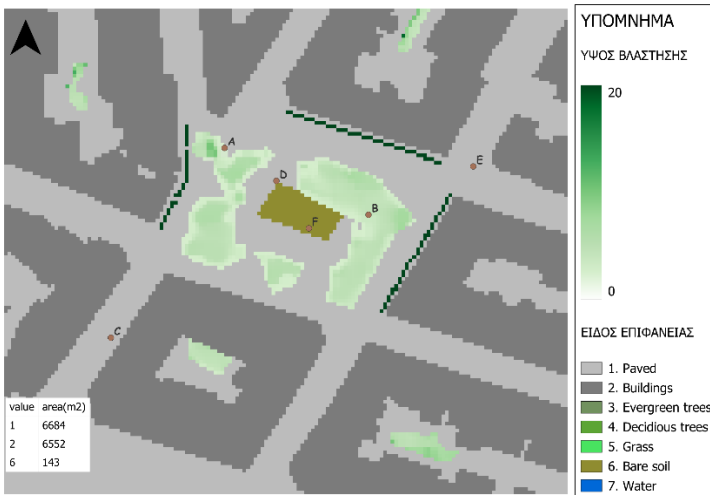 A
D
E
B
F
C
value area(m2)
1 6684
2 6552
6 143
ΥΠΟΜΝΗΜΑ
ΥΨΟΣ ΒΛΑΣΤΗΣΗΣ
20
0
ΕΙΔΟΣ ΕΠΙΦΑΝΕΙΑΣ
1. Paved
2. Buildings
3. Evergreen trees
4. Decidious trees
5. Grass
6. Bare soil
7. Water